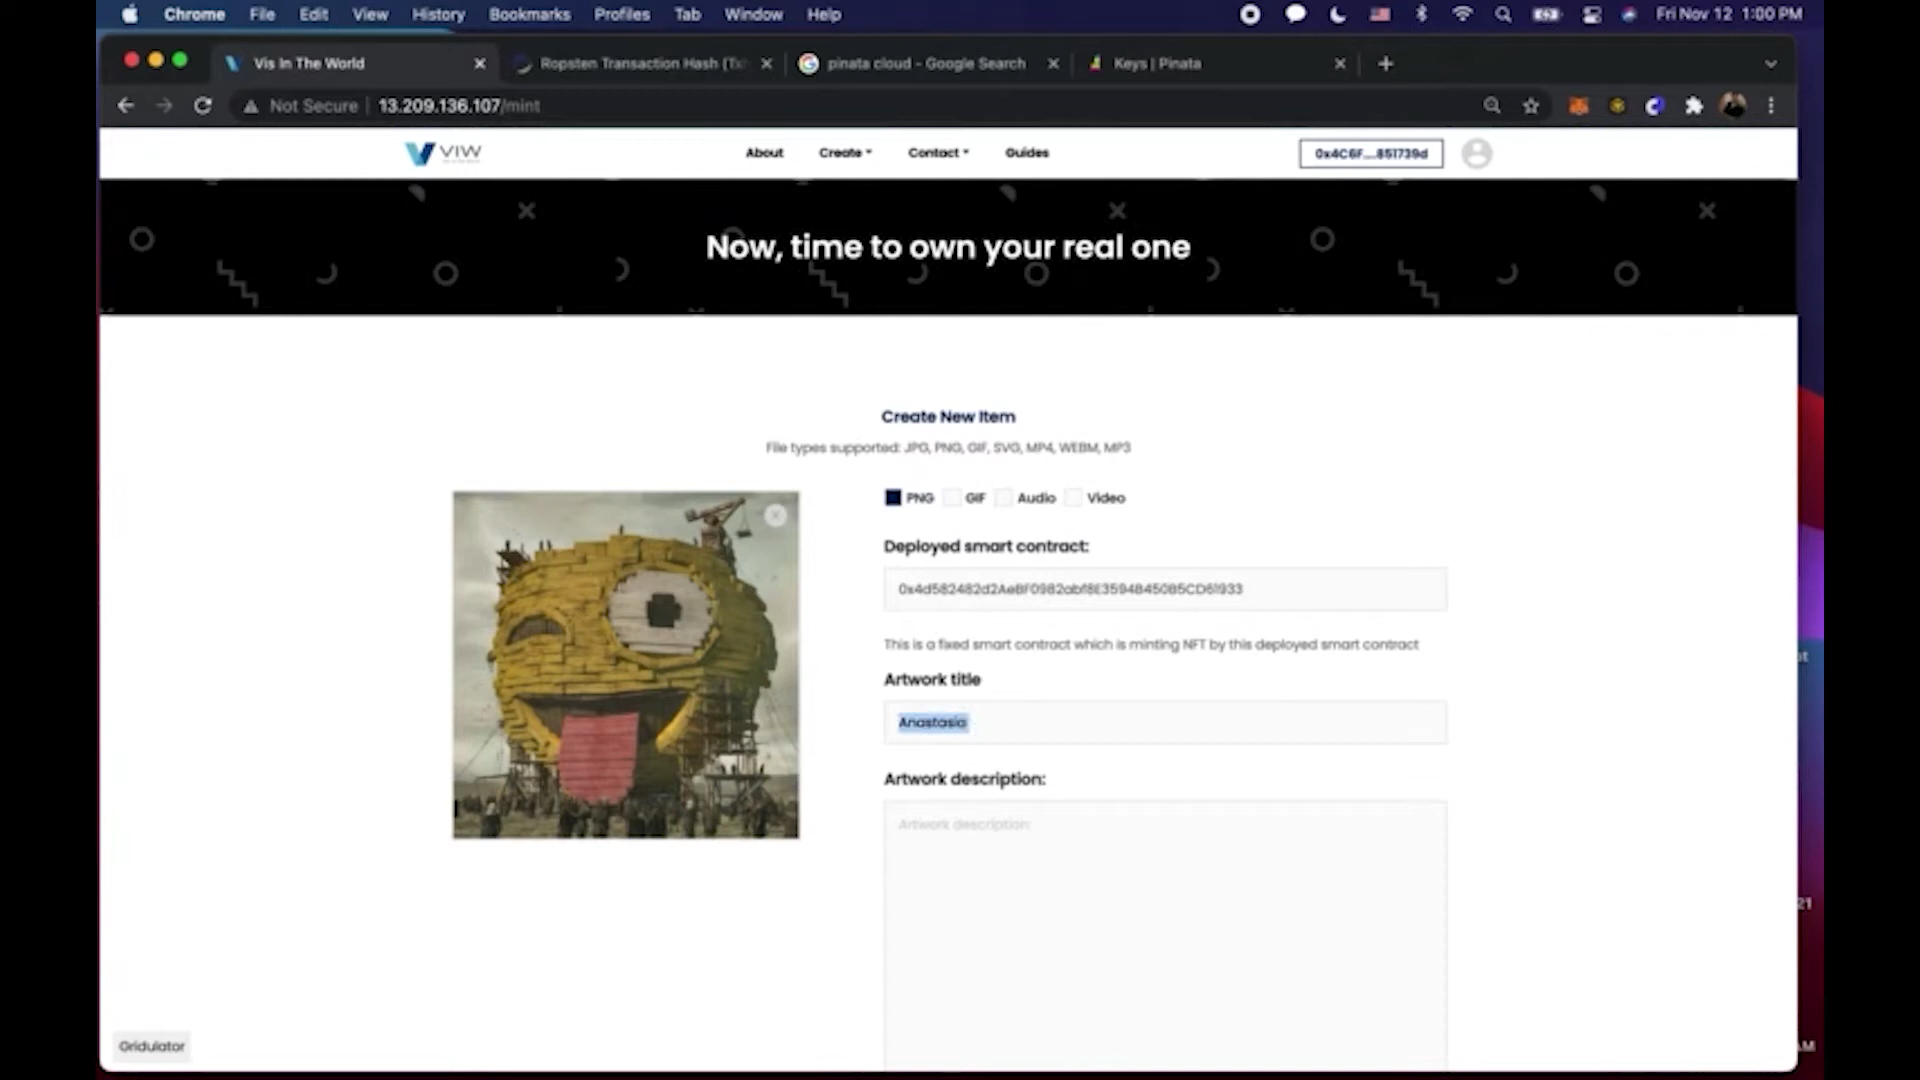 Chrome File Edit View History Bookmarks Profiles Tab Window Help Fri Nov 12 1:00 PM
Vis In The World Ropsten Transaction Hash (Tx pinata cloud - Google Search Keys | Pinata
Not Secure 13.209.136.107/mint
VIW About Create Contact Guides 0x4C6F....851739d
Now, time to own your real one
Create New Item
File types supported: JPG, PNG, GIF, SVG, MP4, WEBM, MP3
PNG GIF Audio Video
Deployed smart contract:
0x4d582482d2AeBF0982abf8E3594B450B5CD61933
This is a fixed smart contract which is minting NFT by this deployed smart contract
Artwork title
Anastasia
Artwork description:
Artwork description:
Gridulator